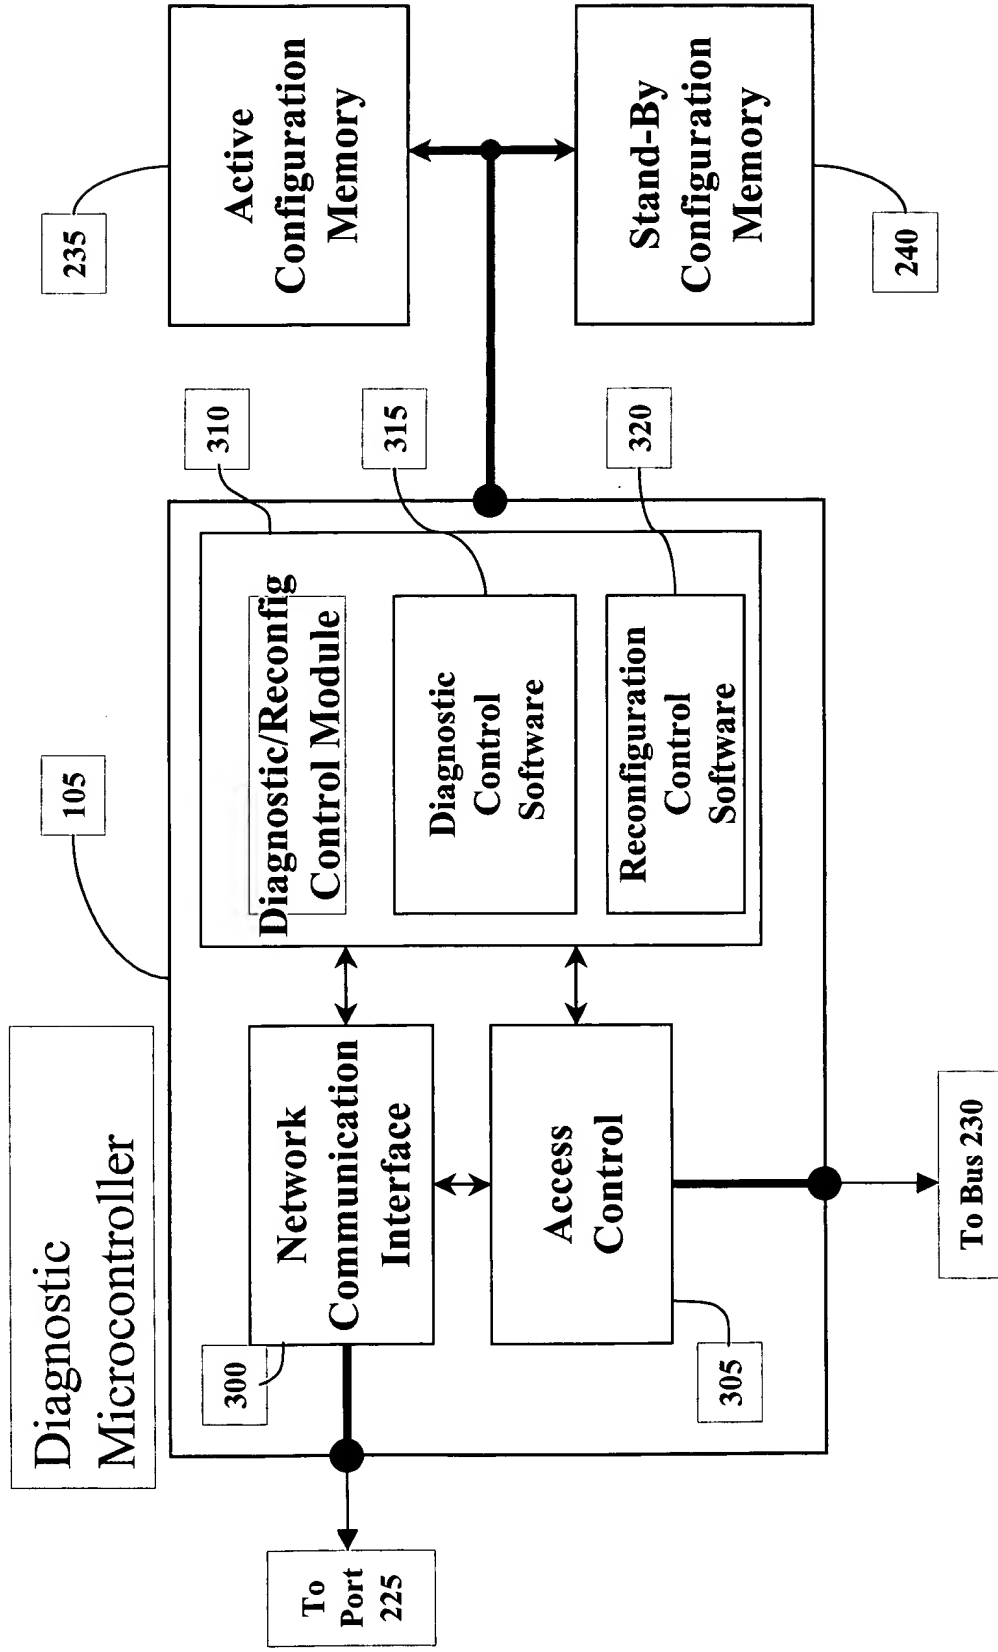 Diagnostic
Microcontroller
105
235
Active
Configuration
Memory
310
Diagnostic/Reconfig
Control Module
300
Network
Communication
Interface
To
Port
225
315
Diagnostic
Control
Software
Access
Control
305
320
Reconfiguration
Control
Software
Stand-By
Configuration
Memory
240
To Bus 230